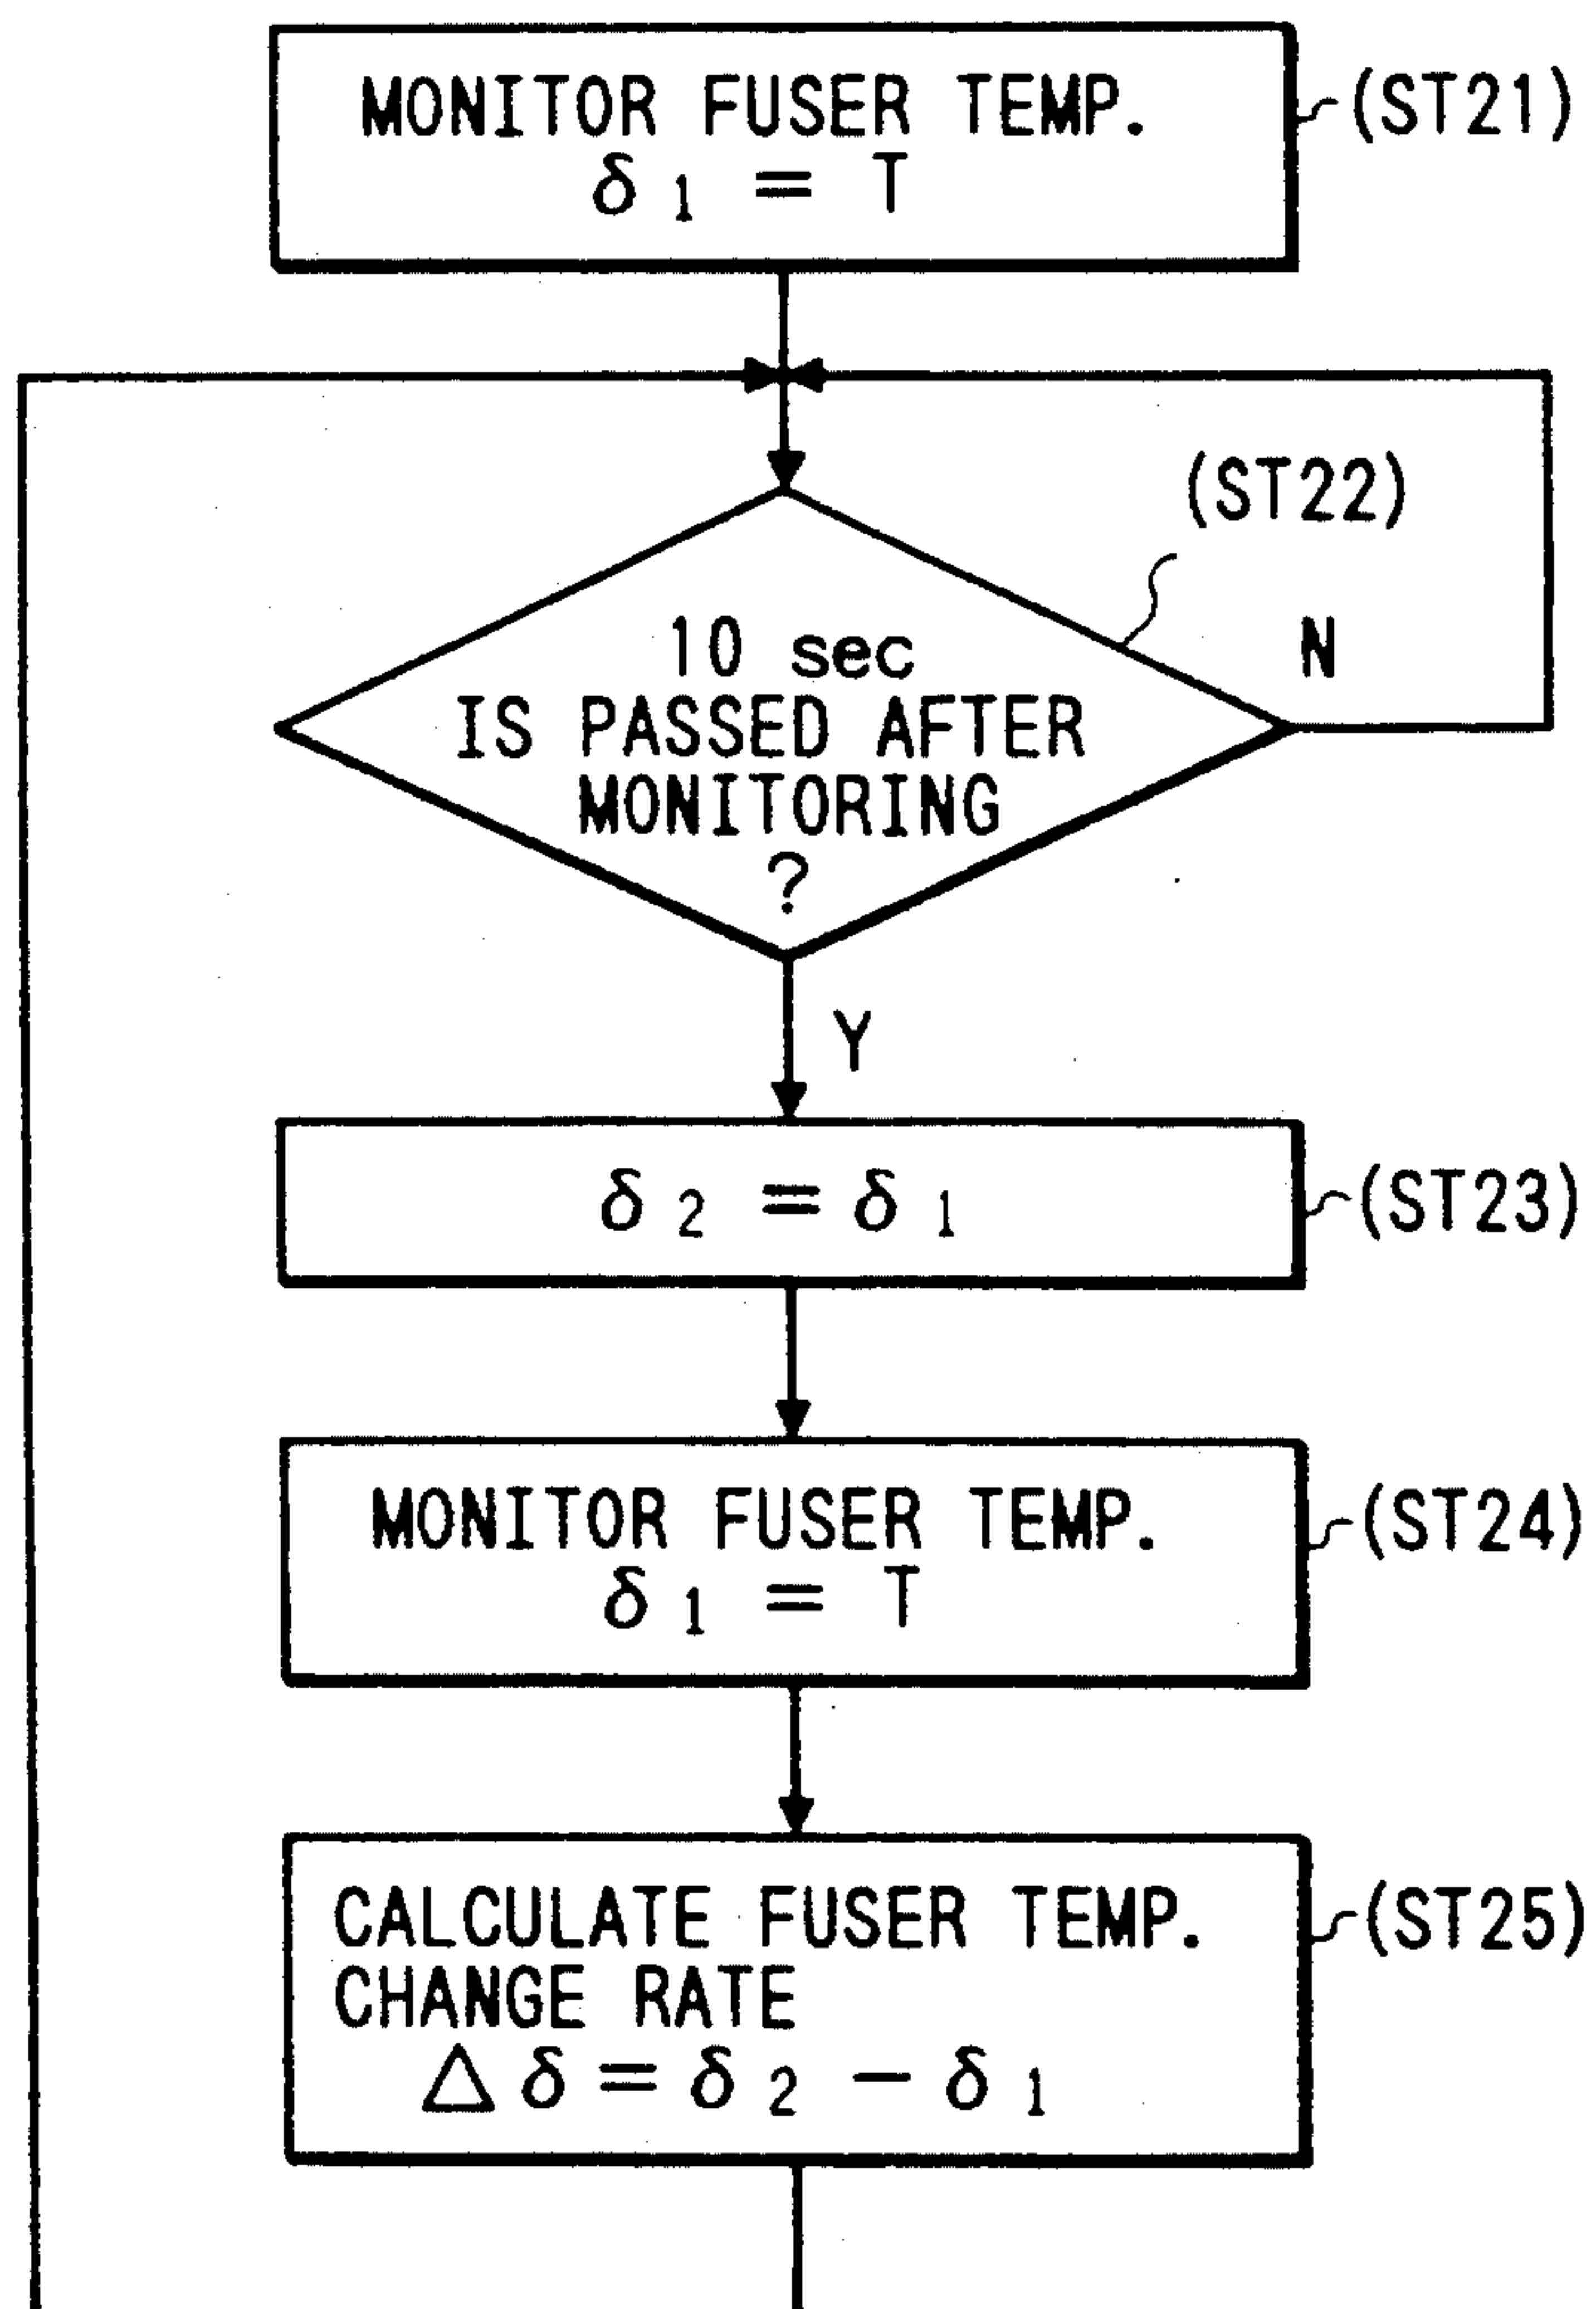 MONITOR FUSER TEMP.
δ 1 = T
(ST21)
(ST22)
10 sec
IS PASSED AFTER
MONITORING
?
N
Y
δ 2 = δ 1
(ST23)
MONITOR FUSER TEMP.
δ 1 = T
(ST24)
CALCULATE FUSER TEMP.
CHANGE RATE
△ δ = δ 2 − δ 1
(ST25)